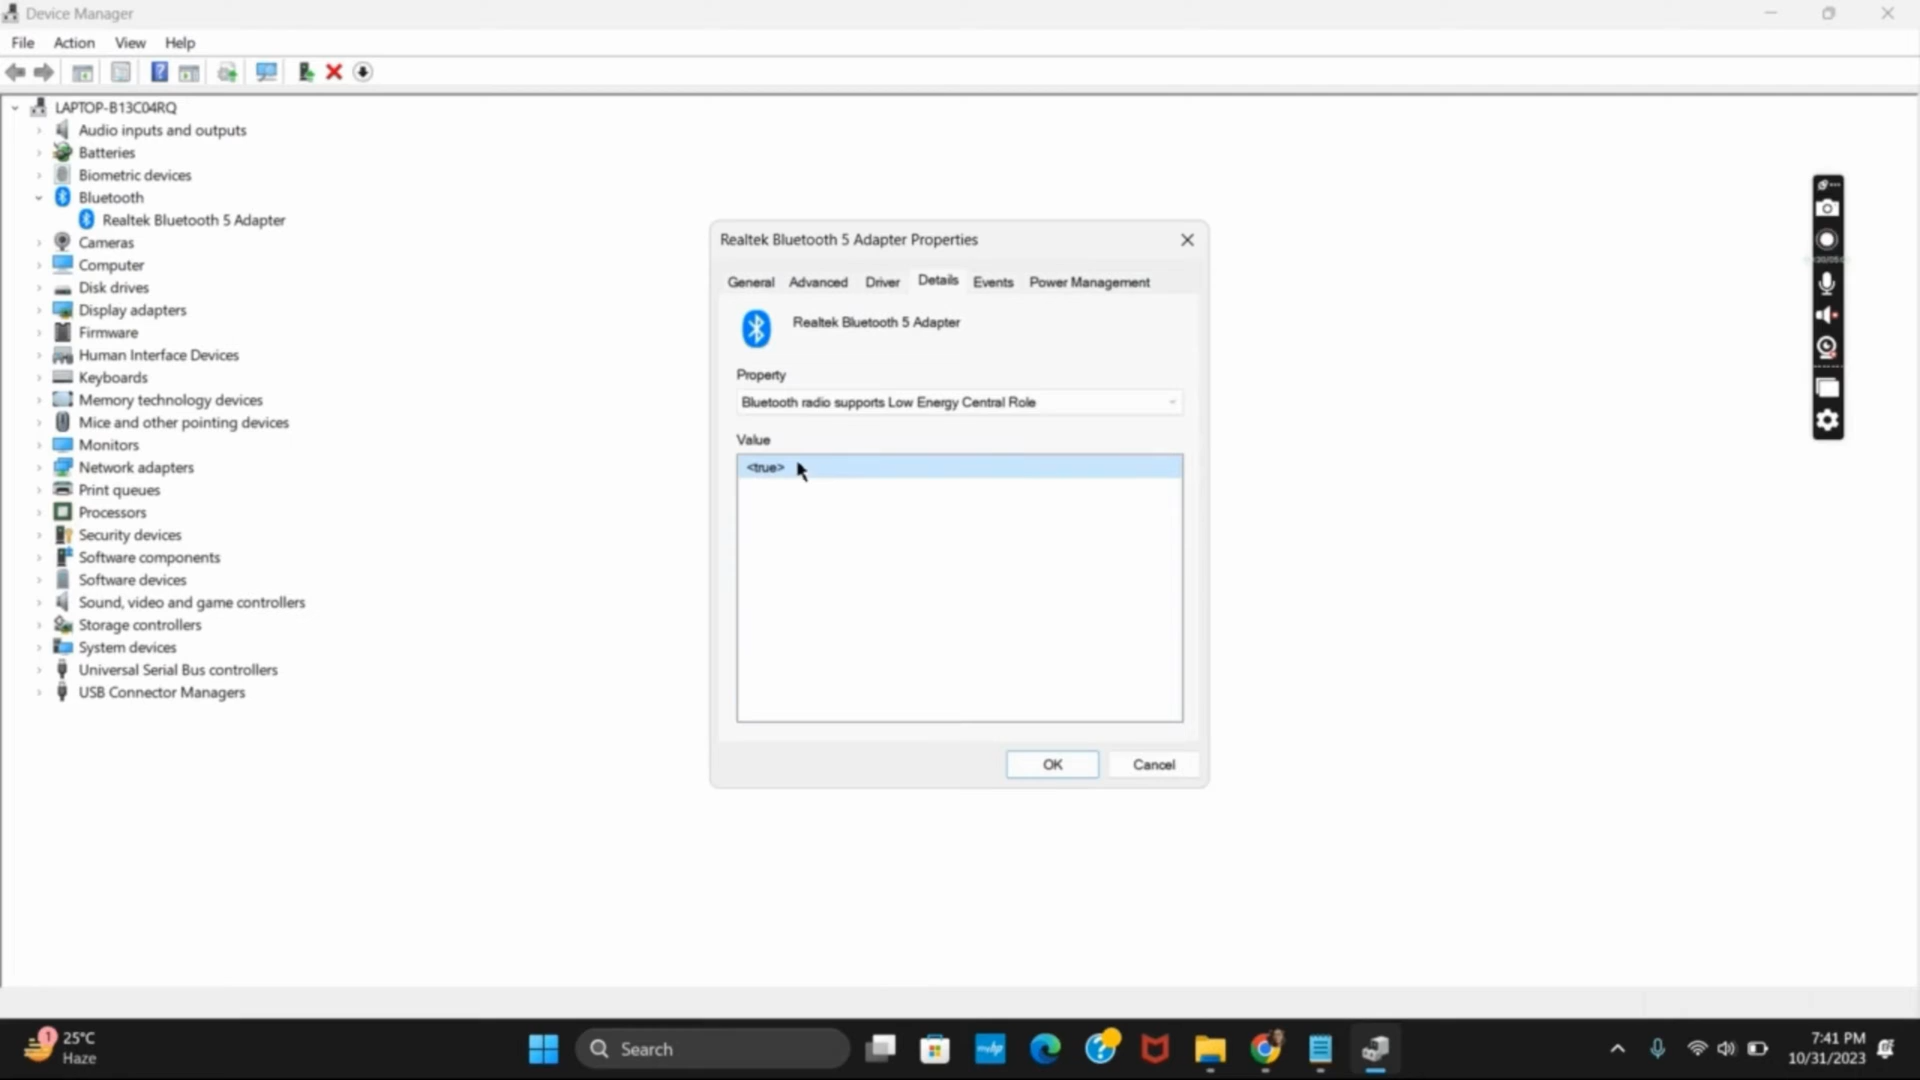 Device Manager
File Action View Help
LAPTOP-B13C04RQ
Audio inputs and outputs
Batteries
Biometric devices
Bluetooth
Realtek Bluetooth 5 Adapter
Cameras
Computer
Disk drives
Display adapters
Firmware
Human Interface Devices
Keyboards
Memory technology devices
Mice and other pointing devices
Monitors
Network adapters
Print queues
Processors
Security devices
Software components
Software devices
Sound, video and game controllers
Storage controllers
System devices
Universal Serial Bus controllers
USB Connector Managers
Realtek Bluetooth 5 Adapter Properties
General Advanced Driver Details Events Power Management
Realtek Bluetooth 5 Adapter
Property
Bluetooth radio supports Low Energy Central Role
Value
<true>
OK Cancel
1
25°C
Haze
Search
7:41 PM
10/31/2023